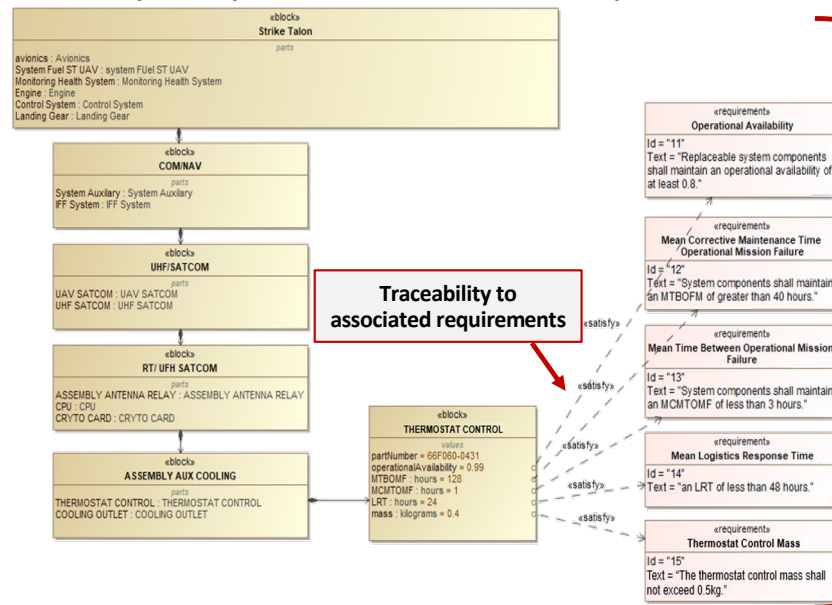 «block»
Strike Talon
parts
avionics : Avionics
System Fuel ST UAV : system FUel ST UAV
Monitoring Health System : Monitoring Health System
Engine : Engine
Control System : Control System
Landing Gear : Landing Gear
«block»
COM/NAV
parts
System Auxilary : System Auxilary
IFF System : IFF System
«block»
UHF/SATCOM
parts
UAV SATCOM : UAV SATCOM
UHF SATCOM : UHF SATCOM
«block»
RT/ UFH SATCOM
parts
ASSEMBLY ANTENNA RELAY : ASSEMBLY ANTENNA RELAY
CPU : CPU
CRYTO CARD : CRYTO CARD
«block»
ASSEMBLY AUX COOLING
parts
THERMOSTAT CONTROL : THERMOSTAT CONTROL
COOLING OUTLET : COOLING OUTLET
Traceability to
associated requirements
«block»
THERMOSTAT CONTROL
values
partNumber = 66F060-0431
operationalAvailability = 0.99
MTBOMF : hours = 128
MCMTOMF : hours = 1
LRT : hours = 24
mass : kilograms = 0.4
«satisfy»
«satisfy»
«satisfy»
«satisfy»
«satisfy»
«requirement»
Operational Availability
Id = "11"
Text = "Replaceable system components
shall maintain an operational availability of
at least 0.8."
«requirement»
Mean Corrective Maintenance Time
Operational Mission Failure
Id = "12"
Text = "System components shall maintain
an MTBOFM of greater than 40 hours."
«requirement»
Mean Time Between Operational Mission
Failure
Id = "13"
Text = "System components shall maintain
an MCMTOMF of less than 3 hours."
«requirement»
Mean Logistics Response Time
Id = "14"
Text = "an LRT of less than 48 hours."
«requirement»
Thermostat Control Mass
Id = "15"
Text = "The thermostat control mass shall
not exceed 0.5kg."